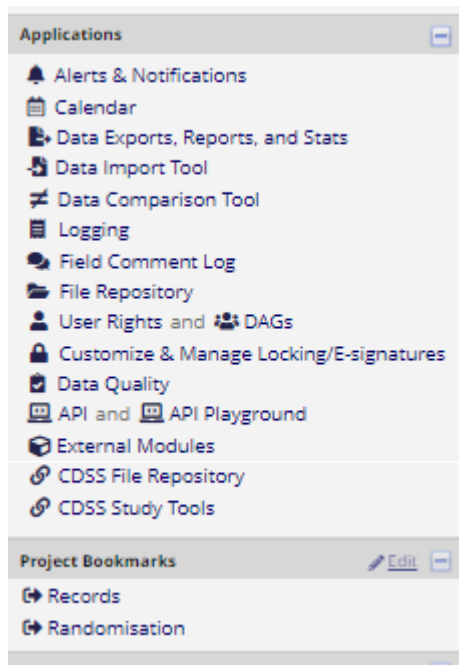 Applications
Alerts & Notifications
Calendar
Data Exports, Reports, and Stats
Data Import Tool
Data Comparison Tool
Logging
Field Comment Log
File Repository
User Rights and DAGs
Customize & Manage Locking/E-signatures
Data Quality
API and API Playground
External Modules
CDSS File Repository
CDSS Study Tools
Project Bookmarks Edit
Records
Randomisation